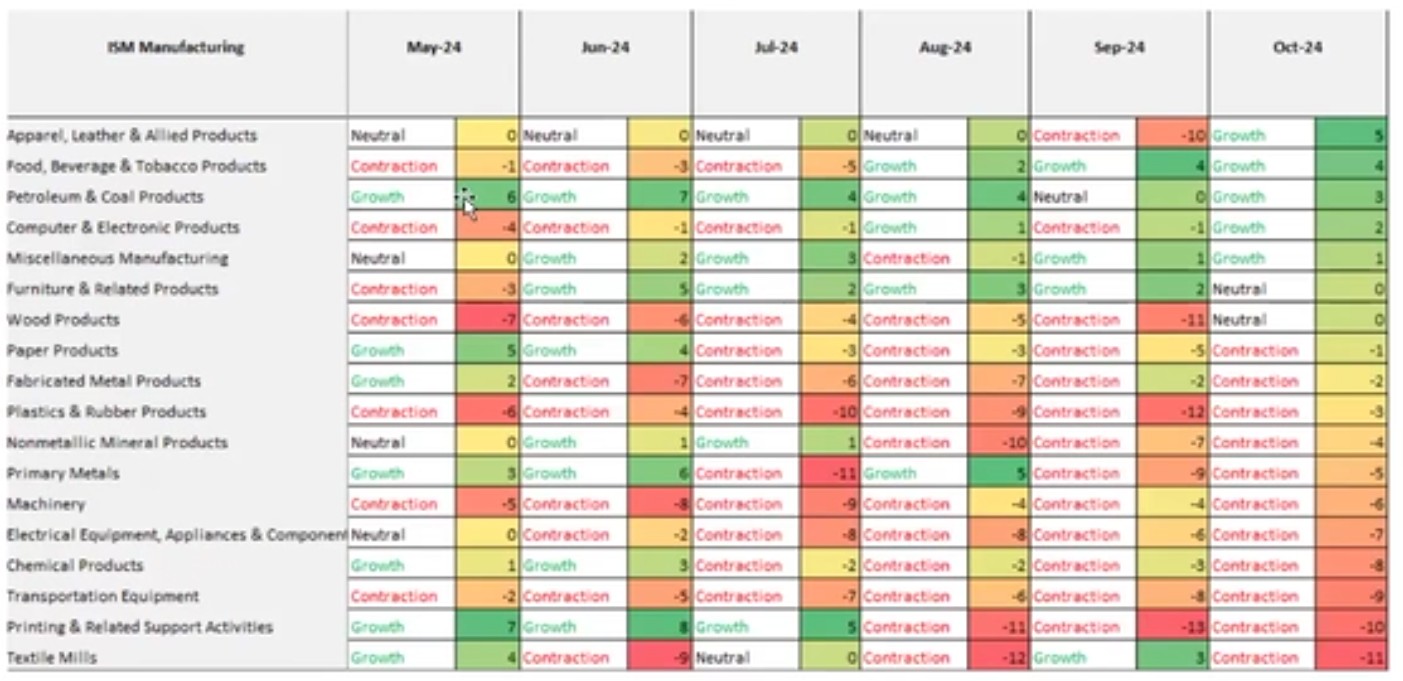 ISM Manufacturing May-24 Jun-24 Jul-24 Aug-24 Sep-24 Oct-24
Apparel, Leather & Allied Products Neutral 0 Neutral 0 Neutral 0 Neutral 0 Contraction -10 Growth 5
Food, Beverage & Tobacco Products Contraction -1 Contraction -3 Contraction -5 Growth 2 Growth 4 Growth 4
Petroleum & Coal Products Growth 6 Growth 7 Growth 4 Growth 4 Neutral 0 Growth 3
Computer & Electronic Products Contraction -4 Contraction -1 Contraction -1 Growth 1 Contraction -1 Growth 2
Miscellaneous Manufacturing Neutral 0 Growth 2 Growth 3 Contraction -1 Growth 1 Growth 1
Furniture & Related Products Contraction -3 Growth 5 Growth 2 Growth 3 Growth 2 Neutral 0
Wood Products Contraction -7 Contraction -6 Contraction -4 Contraction -5 Contraction -11 Neutral 0
Paper Products Growth 5 Growth 4 Contraction -3 Contraction -3 Contraction -5 Contraction -1
Fabricated Metal Products Growth 2 Contraction -7 Contraction -6 Contraction -7 Contraction -2 Contraction -2
Plastics & Rubber Products Contraction -6 Contraction -4 Contraction -10 Contraction -9 Contraction -12 Contraction -3
Nonmetallic Mineral Products Neutral 0 Growth 1 Growth 1 Contraction -10 Contraction -7 Contraction -4
Primary Metals Growth 3 Growth 6 Contraction -11 Growth 5 Contraction -9 Contraction -5
Machinery Contraction -5 Contraction -8 Contraction -9 Contraction -4 Contraction -4 Contraction -6
Electrical Equipment, Appliances & Component Neutral 0 Contraction -2 Contraction -8 Contraction -8 Contraction -6 Contraction -7
Chemical Products Growth 1 Growth 3 Contraction -2 Contraction -2 Contraction -3 Contraction -8
Transportation Equipment Contraction -2 Contraction -5 Contraction -7 Contraction -6 Contraction -8 Contraction -9
Printing & Related Support Activities Growth 7 Growth 8 Growth 5 Contraction -11 Contraction -13 Contraction -10
Textile Mills Growth 4 Contraction -9 Neutral 0 Contraction -12 Growth 3 Contraction -11